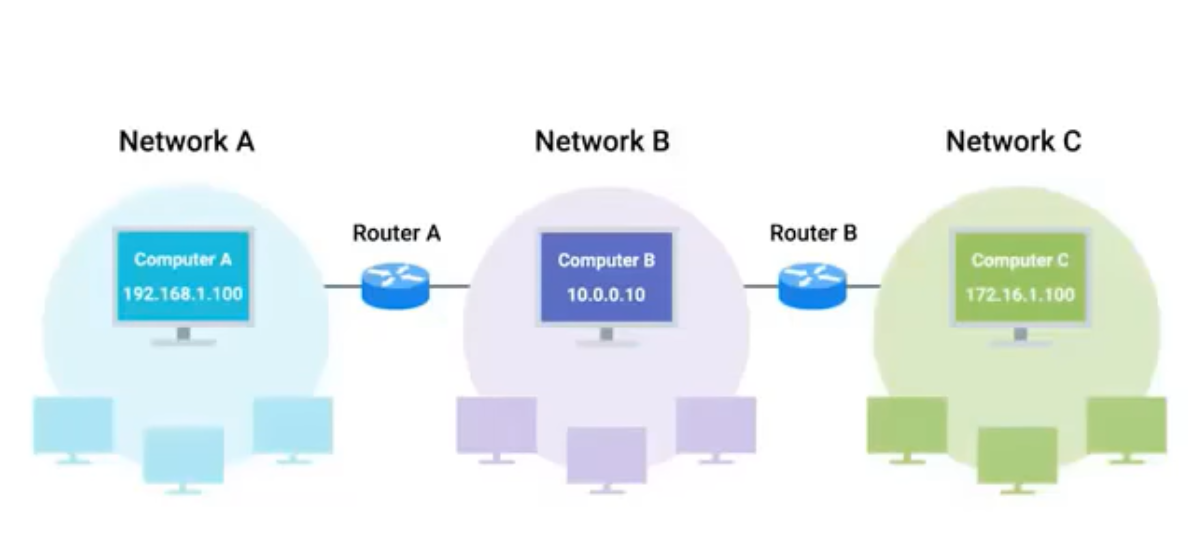 Network A
Network B
Network C
Router A
Router B
Computer A
192.168.1.100
Computer B
10.0.0.10
Computer C
172.16.1.100